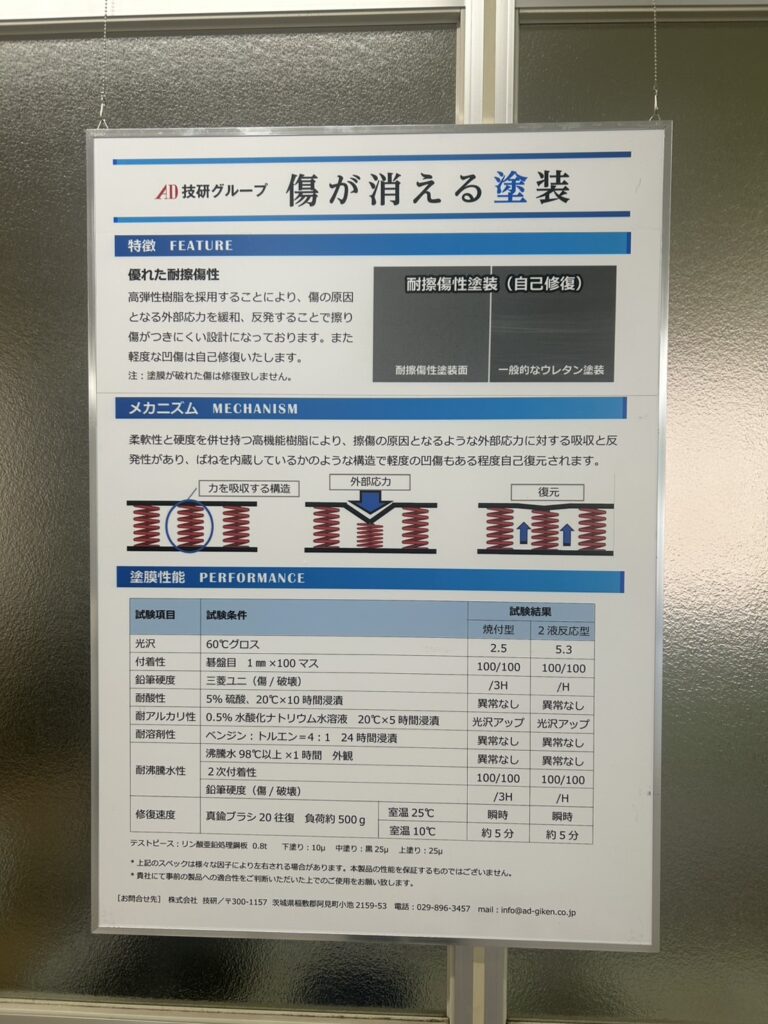 AD 技研グループ 傷が消える塗装
特徴 FEATURE
優れた耐擦傷性
高弾性樹脂を採用することにより、傷の原因
となる外部応力を緩和、反発することで擦り
傷がつきにくい設計になっております。また
軽度な凹傷は自己修復いたします。
注：塗膜が破れた傷は修復致しません。
耐擦傷性塗装（自己修復）
耐擦傷性塗装面 一般的なウレタン塗装
メカニズム MECHANISM
柔軟性と硬度を併せ持つ高機能樹脂により、擦傷の原因となるような外部応力に対する吸収と反
発性があり、ばねを内蔵しているかのような構造で軽度の凹傷もある程度自己復元されます。
力を吸収する構造 外部応力 復元
塗膜性能 PERFORMANCE
試験項目 試験条件 試験結果
焼付型 2液反応型
光沢 60℃グロス 2.5 5.3
付着性 碁盤目 1㎜×100マス 100/100 100/100
鉛筆硬度 三菱ユニ（傷/破壊） /3H /H
耐酸性 5%硫酸、20℃×10時間浸漬 異常なし 異常なし
耐アルカリ性 0.5%水酸化ナトリウム水溶液 20℃×5時間浸漬 光沢アップ 光沢アップ
耐溶剤性 ベンジン：トルエン＝4：1 24時間浸漬 異常なし 異常なし
耐沸騰水性 沸騰水98℃以上×1時間 外観 異常なし 異常なし
2次付着性 100/100 100/100
鉛筆硬度（傷/破壊） /3H /H
修復速度 真鍮ブラシ20往復 負荷約500g 室温25℃ 瞬時 瞬時
室温10℃ 約5分 約5分
テストピース：リン酸亜鉛処理鋼板 0.8t 下塗り：10μ 中塗り：黒25μ 上塗り：25μ
*上記のスペックは様々な因子により左右される場合があります。本製品の性能を保証するものではございません。
*貴社にて事前の製品への適合性をご判断いただいた上でのご使用をお願い致します。
[お問合せ先] 株式会社 技研/〒300-1157 茨城県稲敷郡阿見町小池2159-53 電話：029-896-3457 mail：info@ad-giken.co.jp